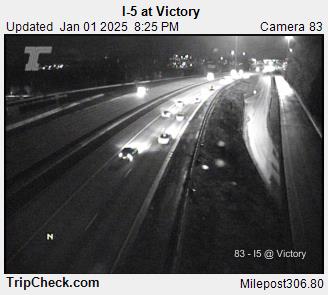 I-5 at Victory
Updated  Jan 01 2025  8:25 PM
Camera 83
T
N
83 - I5 @ Victory
TripCheck.com
Milepost306.80